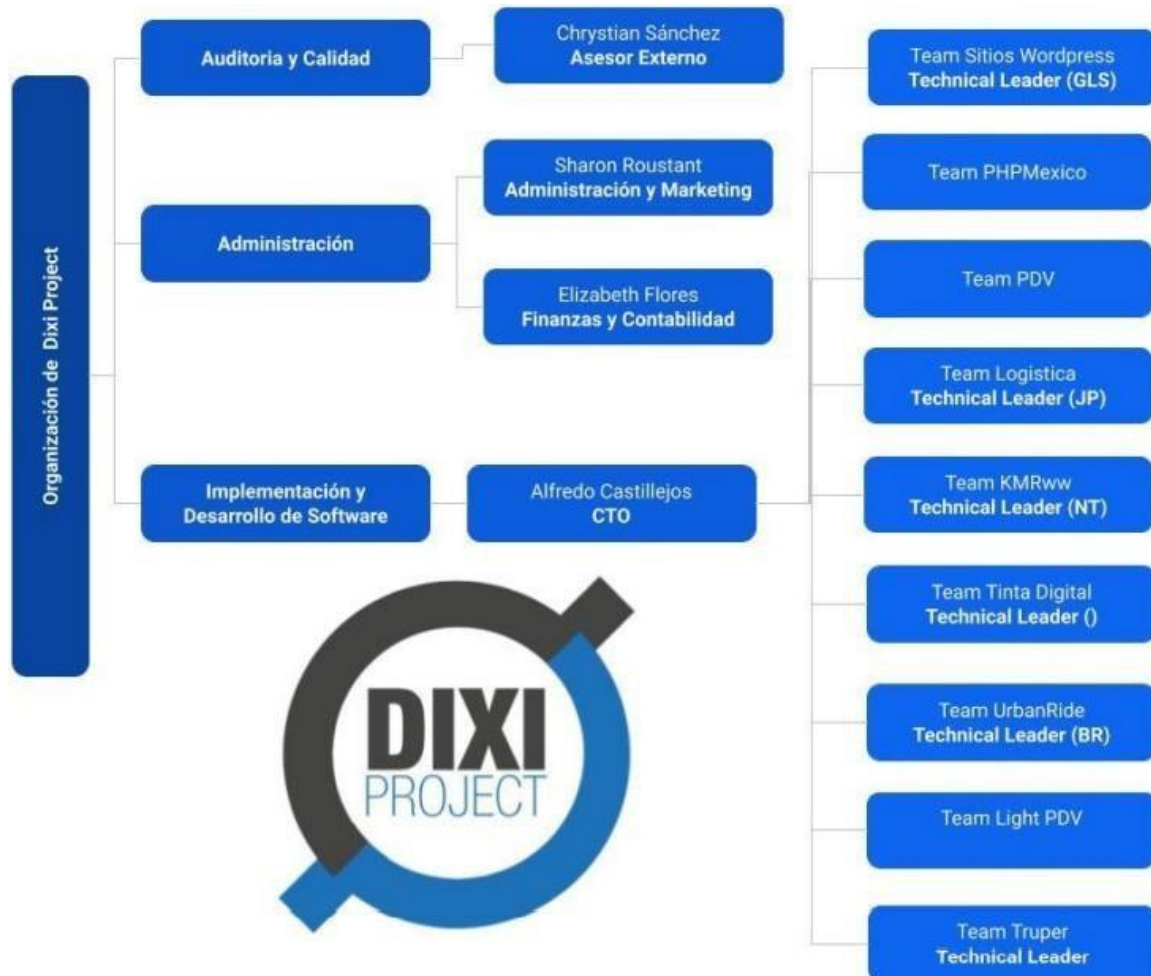 Organización de Dixi Project
Auditoria y Calidad
Chrystian Sánchez
Asesor Externo
Administración
Sharon Roustant
Administración y Marketing
Elizabeth Flores
Finanzas y Contabilidad
Implementación y
Desarrollo de Software
Alfredo Castillejos
CTO
Team Sitios Wordpress
Technical Leader (GLS)
Team PHPMexico
Team PDV
Team Logistica
Technical Leader (JP)
Team KMRww
Technical Leader (NT)
Team Tinta Digital
Technical Leader ()
Team UrbanRide
Technical Leader (BR)
Team Light PDV
Team Truper
Technical Leader
DIXI
PROJECT